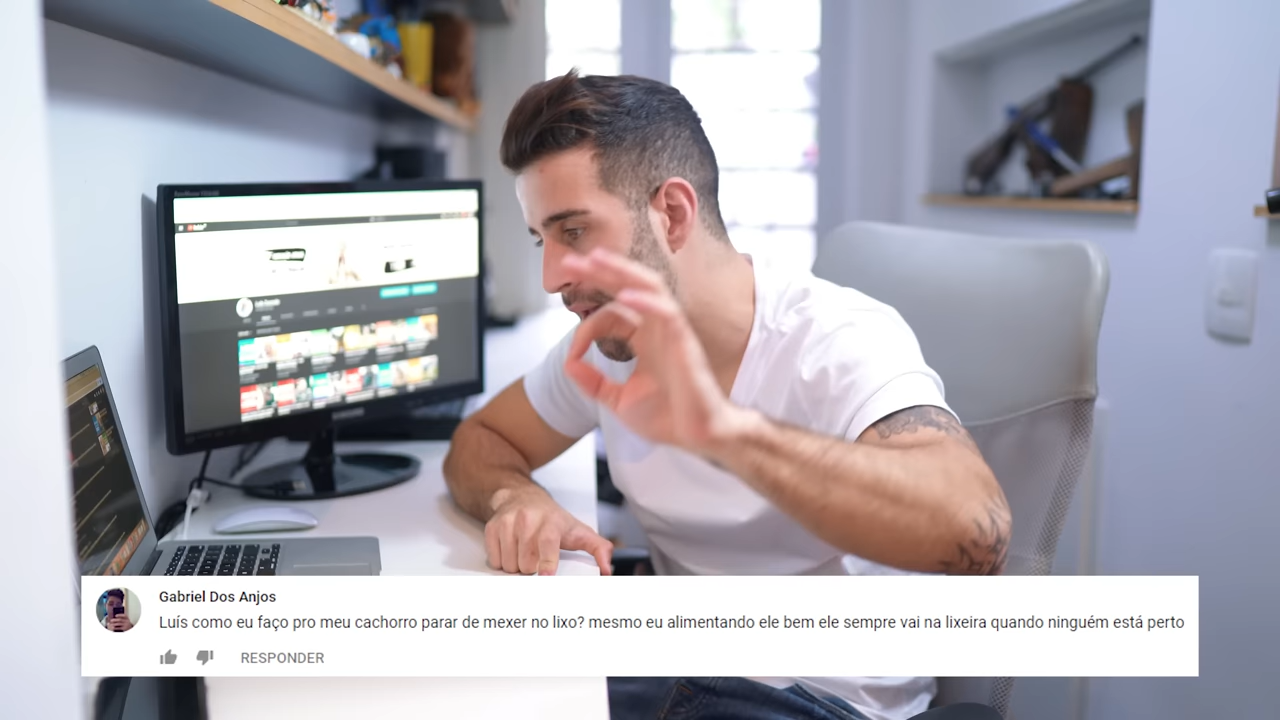 Gabriel Dos Anjos
Luís como eu faço pro meu cachorro parar de mexer no lixo? mesmo eu alimentando ele bem ele sempre vai na lixeira quando ninguém está perto
RESPONDER